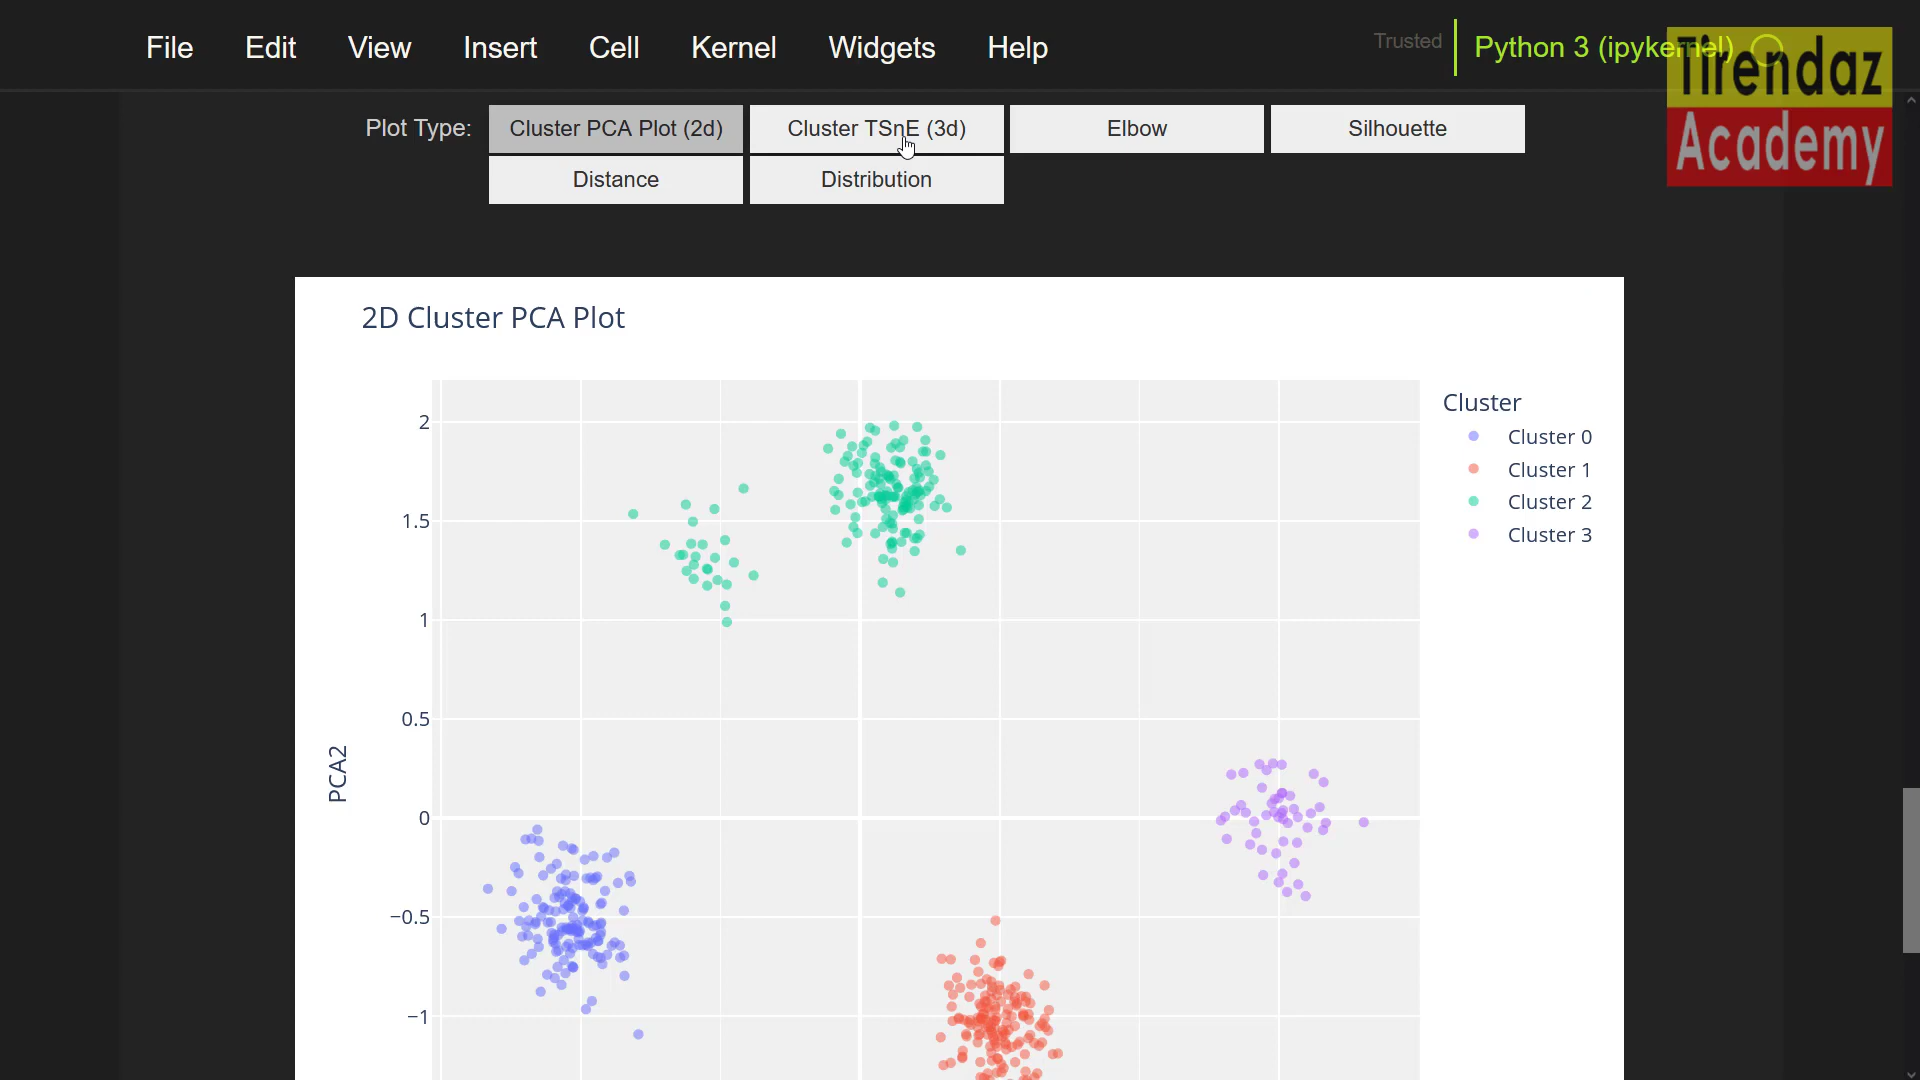 File Edit View Insert Cell Kernel Widgets Help
Trusted
Python 3 (ipykernel)
Tirendaz
Academy
Plot Type:
Cluster PCA Plot (2d) Cluster TSnE (3d) Elbow Silhouette
Distance Distribution
2D Cluster PCA Plot
Cluster
Cluster 0
Cluster 1
Cluster 2
Cluster 3
2
1.5
1
0.5
0
−0.5
−1
PCA2